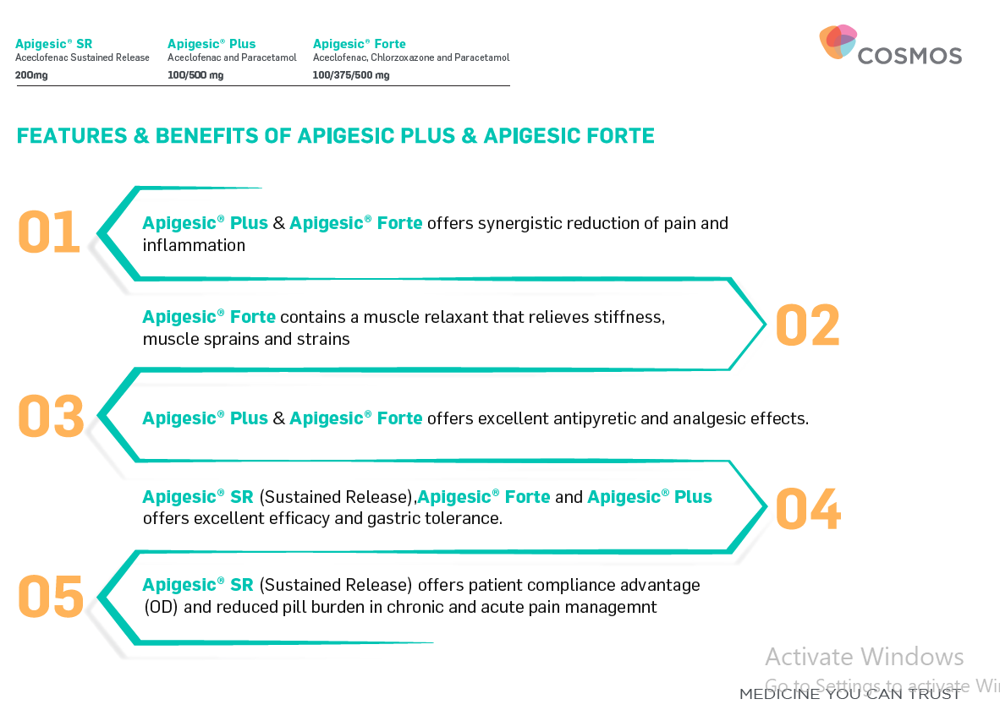 Apigesic® SR
Aceclofenac Sustained Release
200mg
Apigesic® Plus
Aceclofenac and Paracetamol
100/500 mg
Apigesic® Forte
Aceclofenac, Chlorzoxazone and Paracetamol
100/375/500 mg
COSMOS
FEATURES & BENEFITS OF APIGESIC PLUS & APIGESIC FORTE
01
Apigesic® Plus & Apigesic® Forte offers synergistic reduction of pain and
inflammation
Apigesic® Forte contains a muscle relaxant that relieves stiffness,
muscle sprains and strains
02
03
Apigesic® Plus & Apigesic® Forte offers excellent antipyretic and analgesic effects.
Apigesic® SR (Sustained Release),Apigesic® Forte and Apigesic® Plus
offers excellent efficacy and gastric tolerance.
04
05
Apigesic® SR (Sustained Release) offers patient compliance advantage
(OD) and reduced pill burden in chronic and acute pain managemnt
Activate Windows
Go to Settings to activate Wi
MEDICINE YOU CAN TRUST